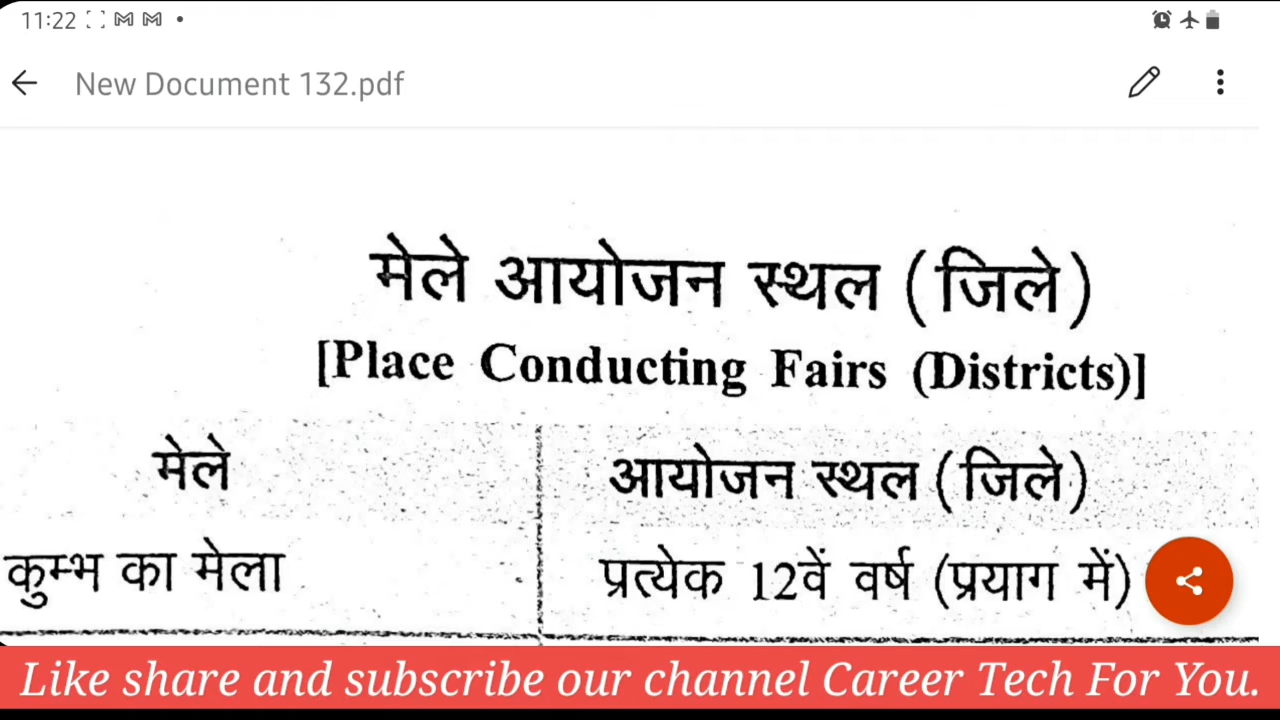 11:22
New Document 132.pdf
मेले आयोजन स्थल (जिले)
[Place Conducting Fairs (Districts)]
मेले आयोजन स्थल (जिले)
कुम्भ का मेला प्रत्येक 12वें वर्ष (प्रयाग में)
Like share and subscribe our channel Career Tech For You.